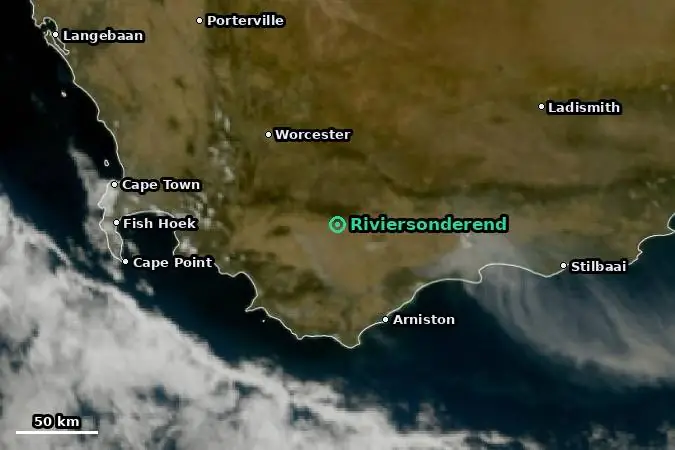 Porterville
Langebaan
Ladismith
Worcester
Cape Town
Fish Hoek
Riviersonderend
Cape Point
Stilbaai
Arniston
50 km